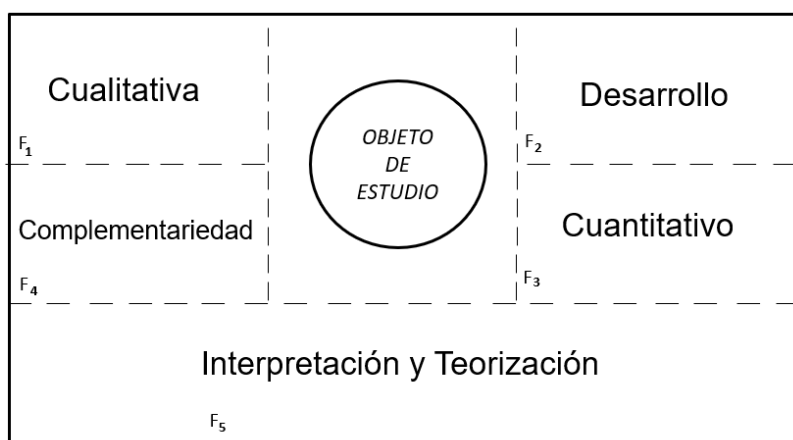 Cualitativa
F1
OBJETO
DE
ESTUDIO
Desarrollo
F2
Complementariedad
F4
Cuantitativo
F3
Interpretación y Teorización
F5